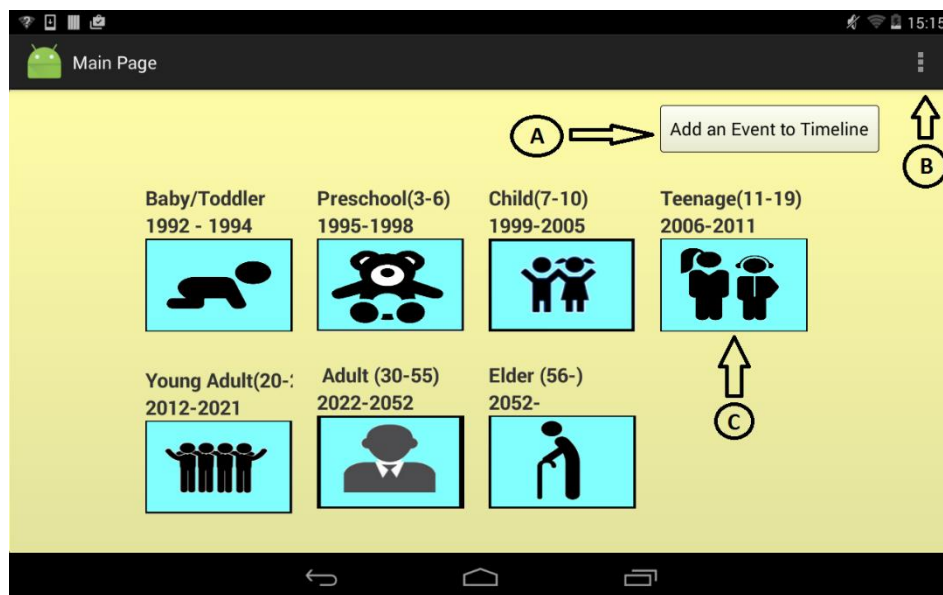 15:15
Main Page
Add an Event to Timeline
A
B
Baby/Toddler
1992 - 1994
Preschool(3-6)
1995-1998
Child(7-10)
1999-2005
Teenage(11-19)
2006-2011
Young Adult(20-
2012-2021
Adult (30-55)
2022-2052
Elder (56-)
2052-
C